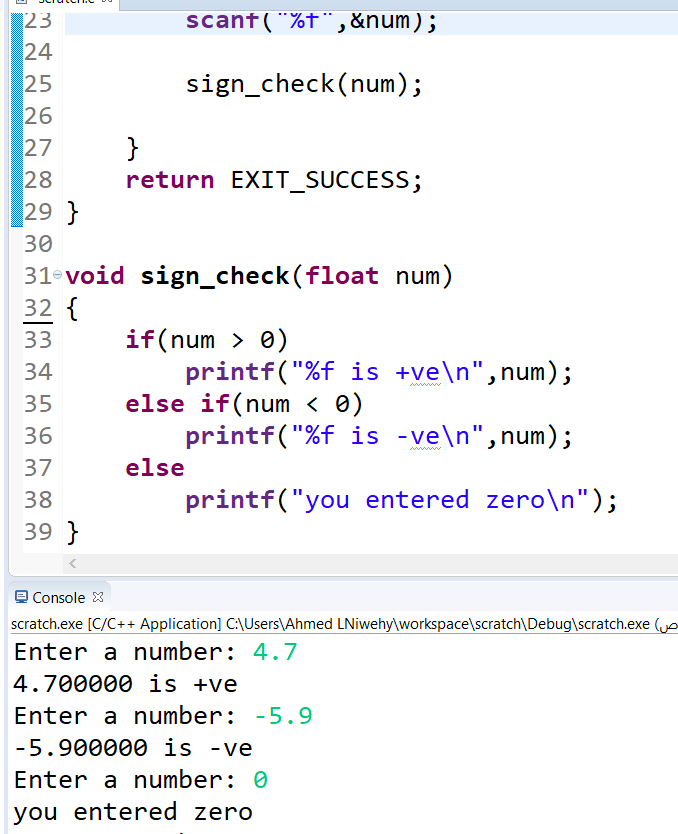 scratch.c
23 scanf("%f",&num);
24
25 sign_check(num);
26
27 }
28 return EXIT_SUCCESS;
29 }
30
31 void sign_check(float num)
32 {
33 if(num > 0)
34 printf("%f is +ve\n",num);
35 else if(num < 0)
36 printf("%f is -ve\n",num);
37 else
38 printf("you entered zero\n");
39 }
Console
scratch.exe [C/C++ Application] C:\Users\Ahmed LNiwehy\workspace\scratch\Debug\scratch.exe (ص
Enter a number: 4.7
4.700000 is +ve
Enter a number: -5.9
-5.900000 is -ve
Enter a number: 0
you entered zero